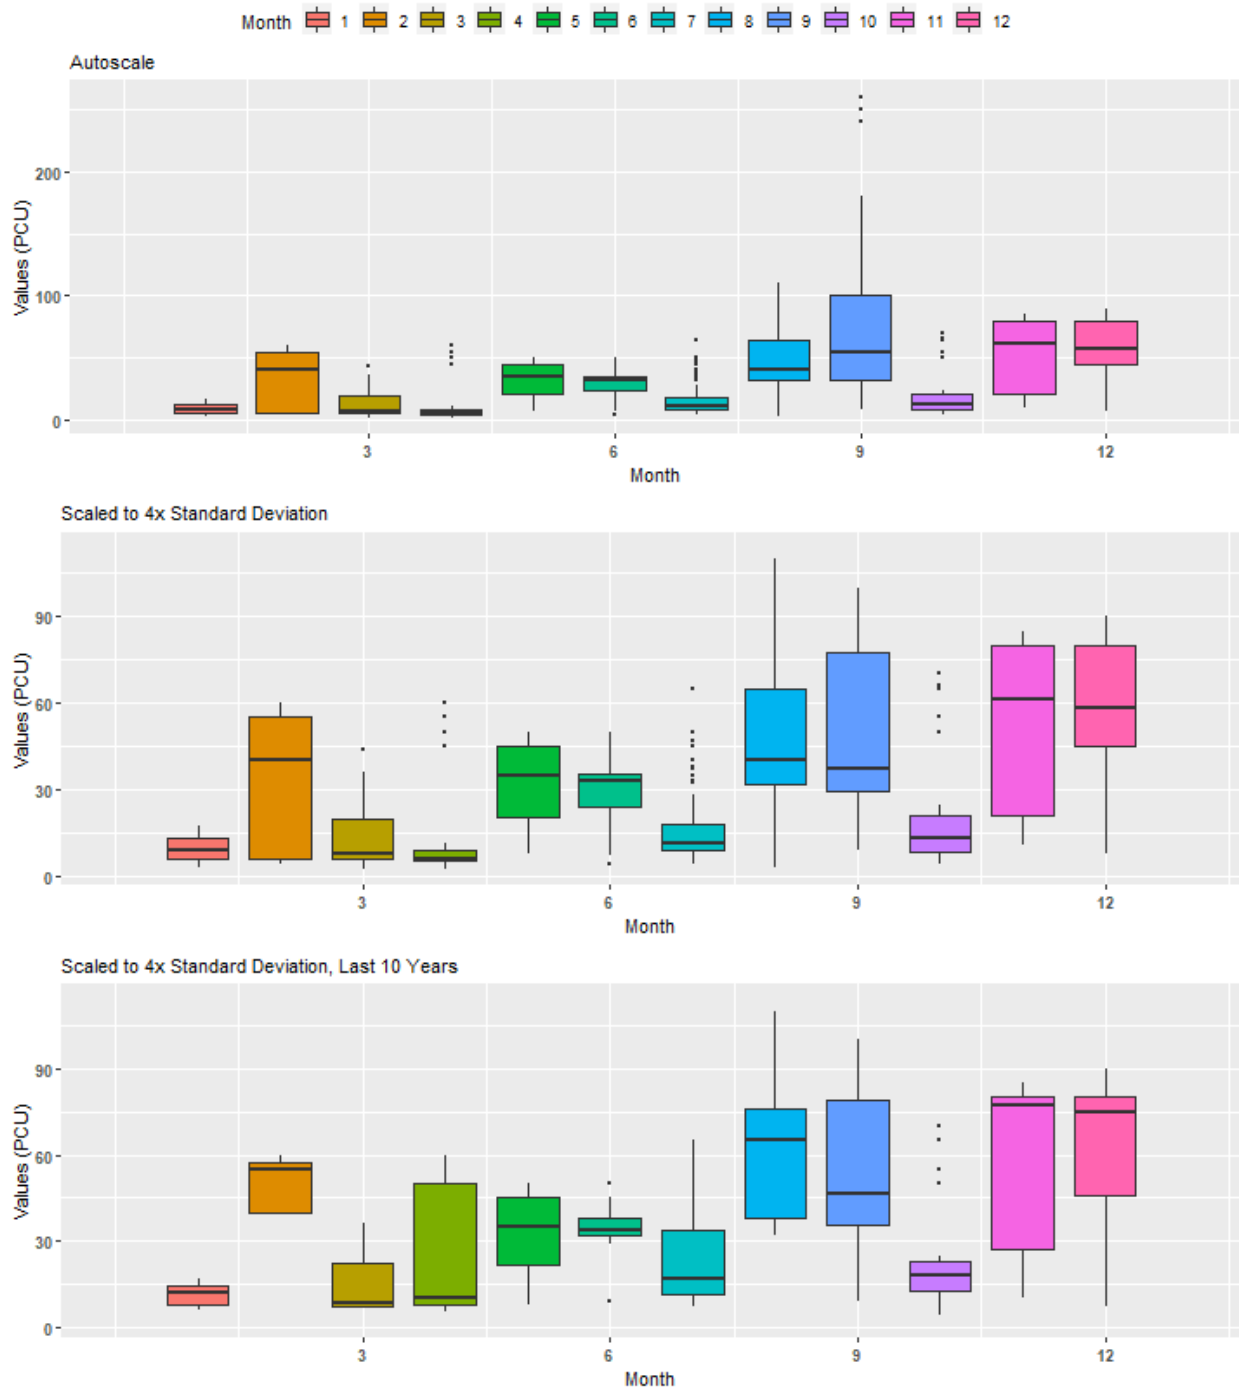 Month 1 2 3 4 5 6 7 8 9 10 11 12
Autoscale
Values (PCU)
200
100
0
3 6 9 12
Month
Scaled to 4x Standard Deviation
Values (PCU)
90
60
30
0
3 6 9 12
Month
Scaled to 4x Standard Deviation, Last 10 Years
Values (PCU)
90
60
30
0
3 6 9 12
Month